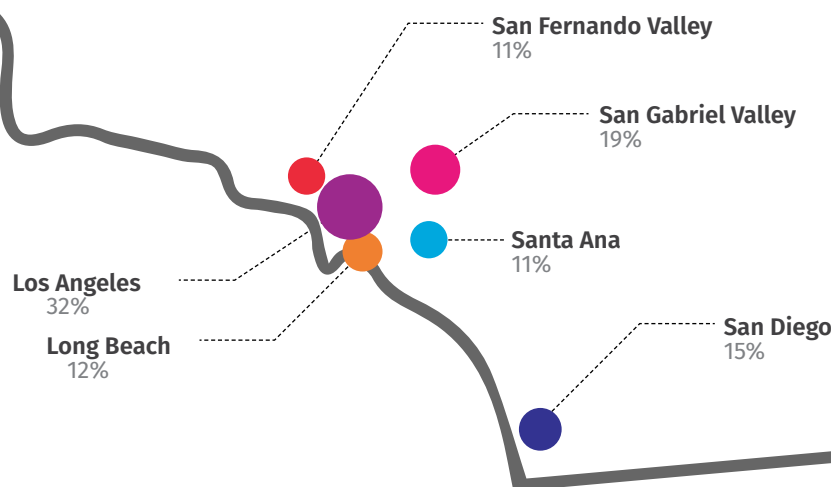 San Fernando Valley
11%
San Gabriel Valley
19%
Santa Ana
11%
Los Angeles
32%
Long Beach
12%
San Diego
15%